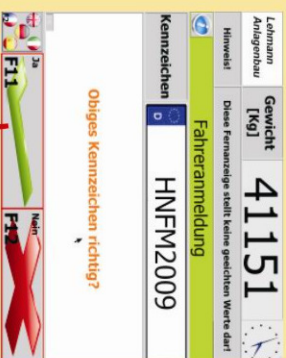 Lehmann
Anlagenbau
Gewicht
[Kg]
41151
Hinweis!
Diese Fernanzeige stellt keine geeichten Werte dar!
Fahreranmeldung
Kennzeichen
D
HNFM2009
Obiges Kennzeichen richtig?
Ja
F11
Nein
F12